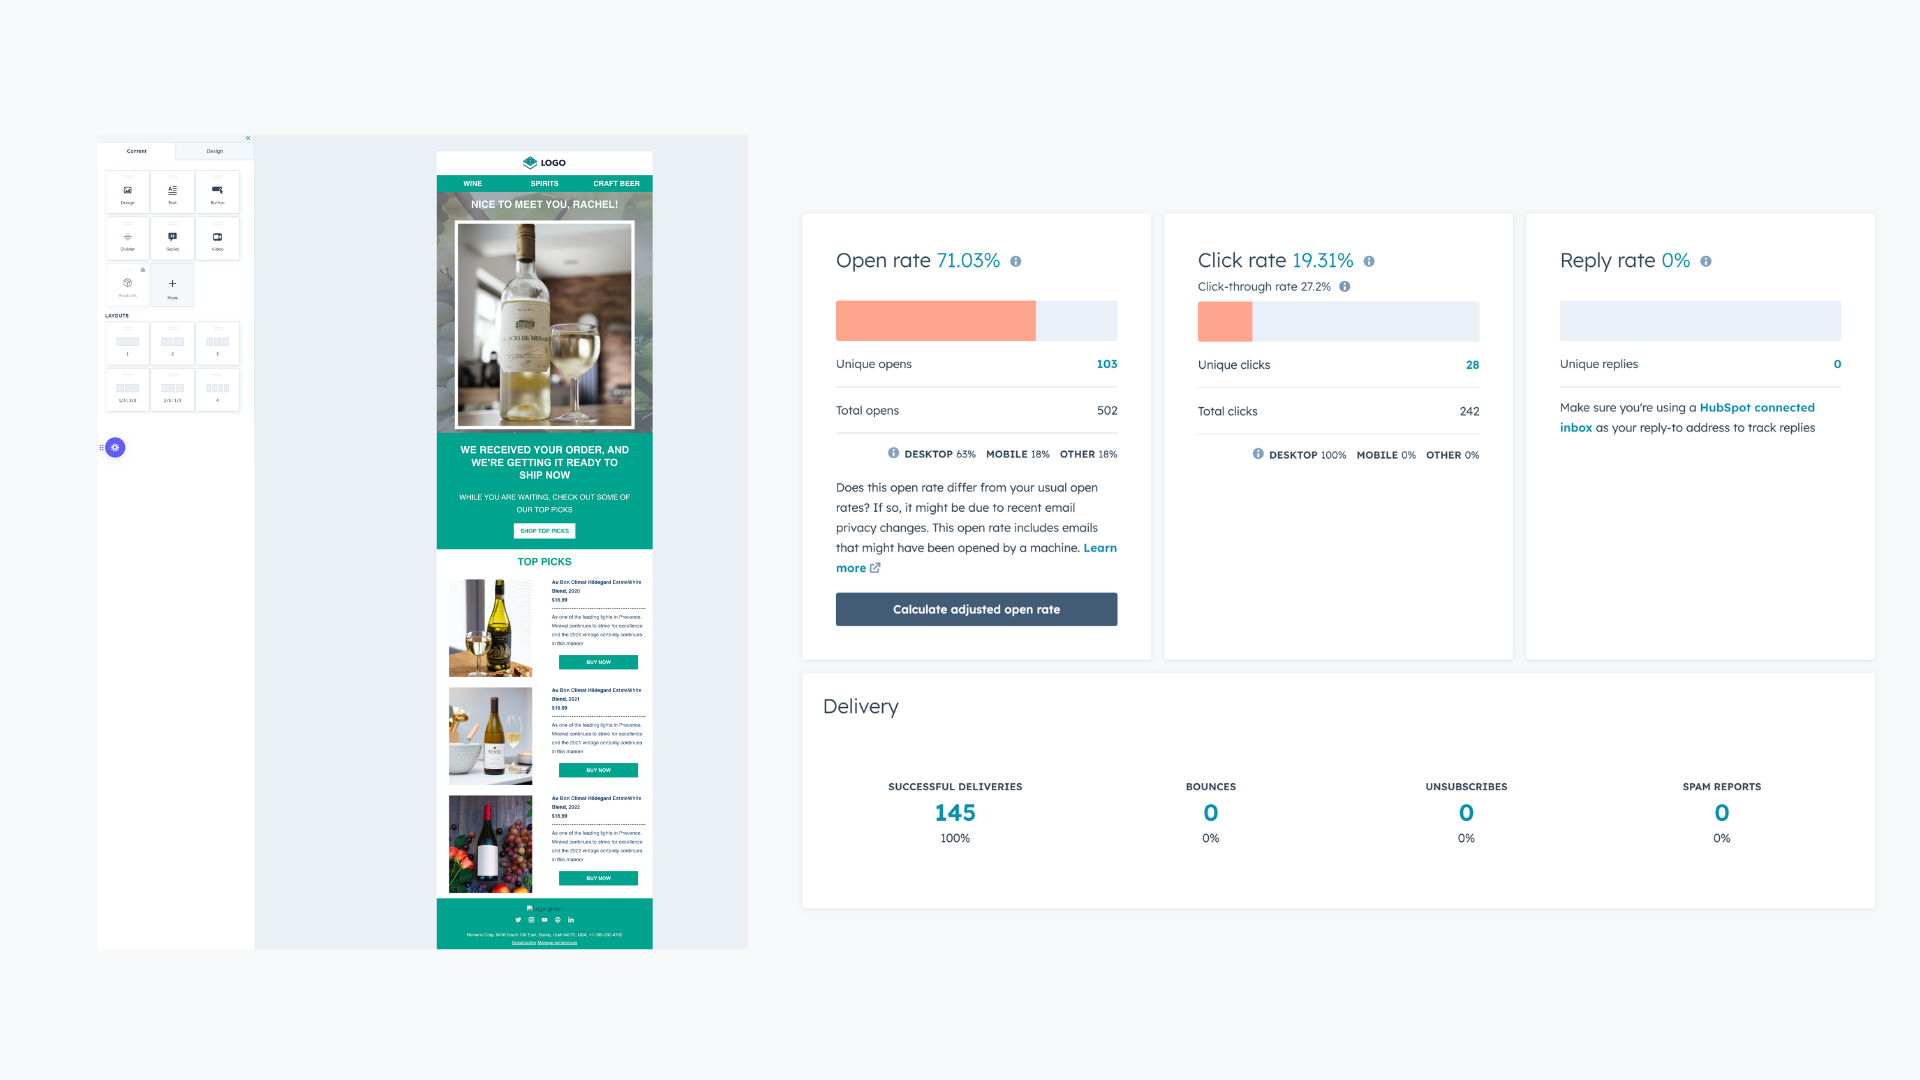 Content
Design
Image
Text
Button
Divider
Social
Video
Products
More
LAYOUTS
1
2
3
1/3 : 2/3
2/3 : 1/3
4
LOGO
WINE
SPIRITS
CRAFT BEER
NICE TO MEET YOU, RACHEL!
WE RECEIVED YOUR ORDER, AND
WE'RE GETTING IT READY TO
SHIP NOW
WHILE YOU ARE WAITING, CHECK OUT SOME OF
OUR TOP PICKS
SHOP TOP PICKS
TOP PICKS
Au Bon Climat Hildegard EstateWhite
Blend, 2020
$16.99
As one of the leading lights in Provence,
Miraval continues to strive for excellence
and the 2020 vintage certainly continues
in this manner
BUY NOW
Au Bon Climat Hildegard EstateWhite
Blend, 2021
$16.99
As one of the leading lights in Provence,
Miraval continues to strive for excellence
and the 2021 vintage certainly continues
in this manner
BUY NOW
Au Bon Climat Hildegard EstateWhite
Blend, 2022
$16.99
As one of the leading lights in Provence,
Miraval continues to strive for excellence
and the 2022 vintage certainly continues
in this manner
BUY NOW
Unsubscribe Manage preferences
Open rate 71.03%
Unique opens 103
Total opens 502
DESKTOP 63% MOBILE 18% OTHER 18%
Does this open rate differ from your usual open
rates? If so, it might be due to recent email
privacy changes. This open rate includes emails
that might have been opened by a machine. Learn
more
Calculate adjusted open rate
Click rate 19.31%
Click-through rate 27.2%
Unique clicks 28
Total clicks 242
DESKTOP 100% MOBILE 0% OTHER 0%
Reply rate 0%
Unique replies 0
Make sure you're using a HubSpot connected
inbox as your reply-to address to track replies
Delivery
SUCCESSFUL DELIVERIES
145
100%
BOUNCES
0
0%
UNSUBSCRIBES
0
0%
SPAM REPORTS
0
0%